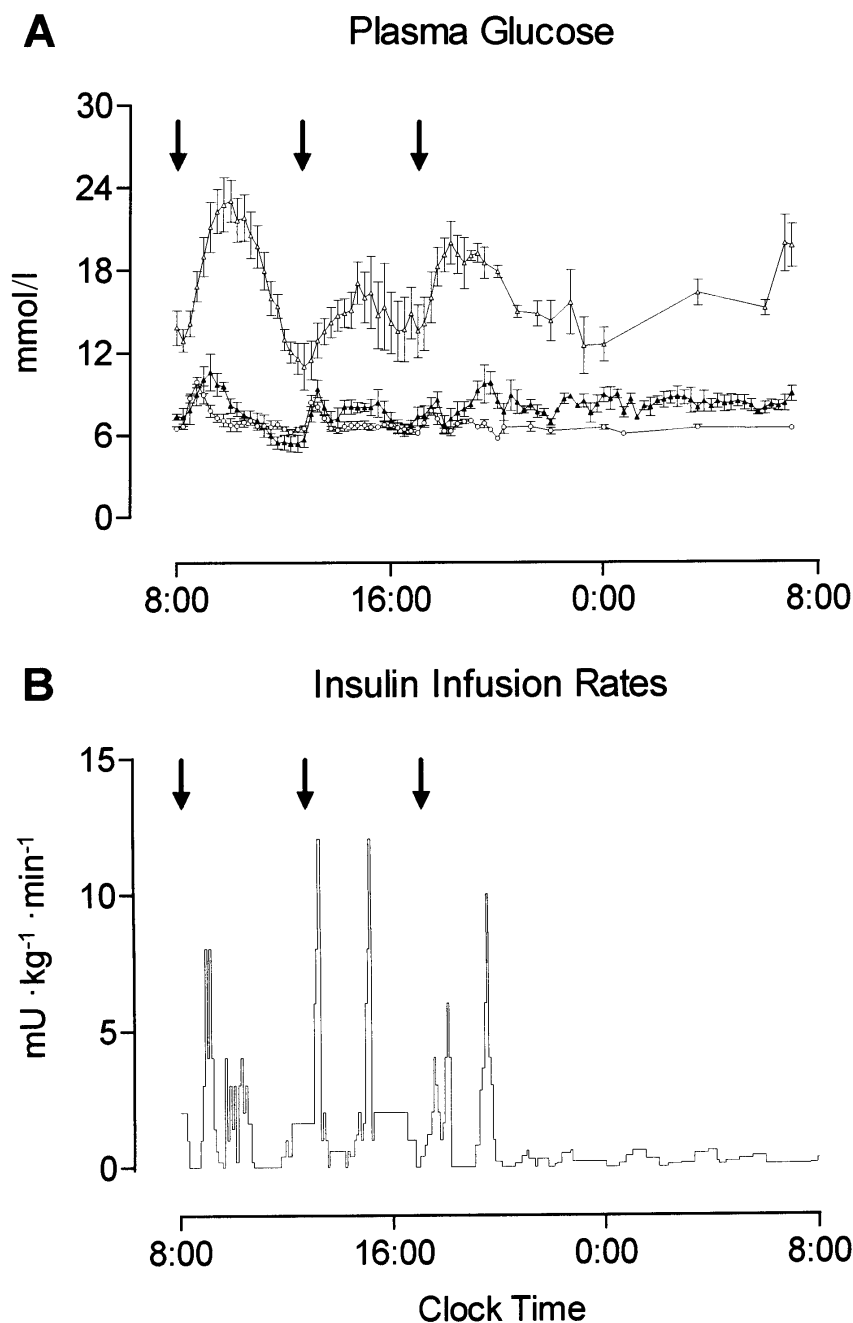 A
Plasma Glucose
30
24
18
12
6
0
mmol/l
8:00 16:00 0:00 8:00
B
Insulin Infusion Rates
15
10
5
0
mU ·kg⁻¹ ·min⁻¹
8:00 16:00 0:00 8:00
Clock Time